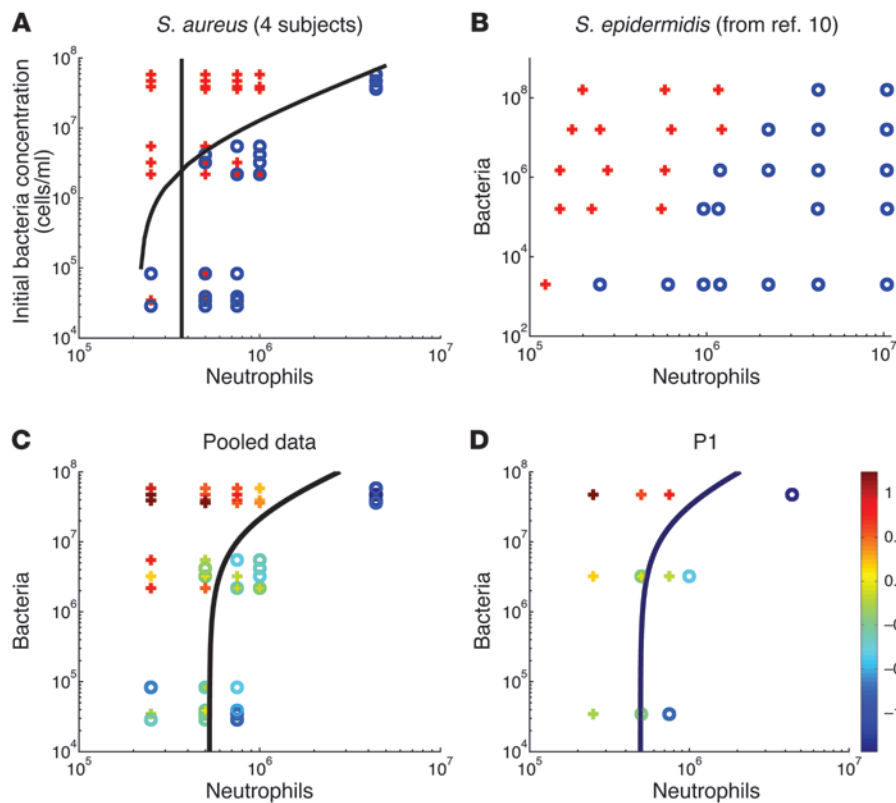 A
S. aureus (4 subjects)
Initial bacteria concentration
(cells/ml)
10^8
10^7
10^6
10^5
10^4
10^5
10^6
10^7
Neutrophils
B
S. epidermidis (from ref. 10)
Bacteria
10^8
10^6
10^4
10^2
10^5
10^6
10^7
Neutrophils
C
Pooled data
Bacteria
10^8
10^7
10^6
10^5
10^4
10^5
10^6
10^7
Neutrophils
D
P1
Bacteria
10^8
10^7
10^6
10^5
10^4
10^5
10^6
10^7
Neutrophils
1
0.
0
−0
−0
−1